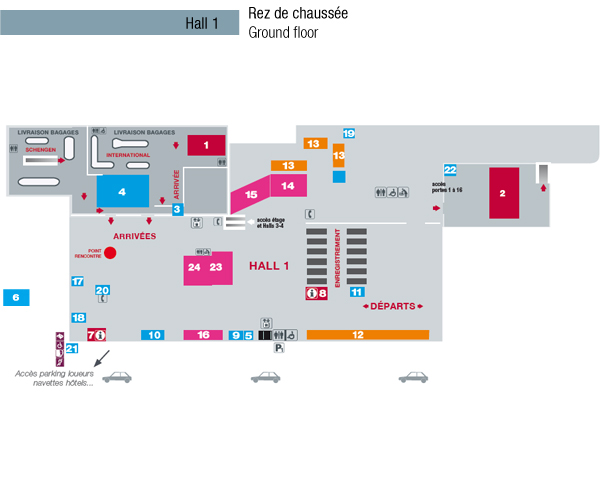 Hall 1
Rez de chaussée
Ground floor
LIVRAISON BAGAGES
LIVRAISON BAGAGES
SCHENGEN
INTERNATIONAL
1
13
13
19
22
4
ARRIVÉE
3
15
14
accès
portes 1 à 16
2
accès étage
et Halls 3-4
ARRIVÉES
POINT
RENCONTRE
24
23
HALL 1
ENREGISTREMENT
17
20
6
8
11
DÉPARTS
18
21
7
10
16
9
5
12
P
Accès parking loueurs
navettes hôtels...